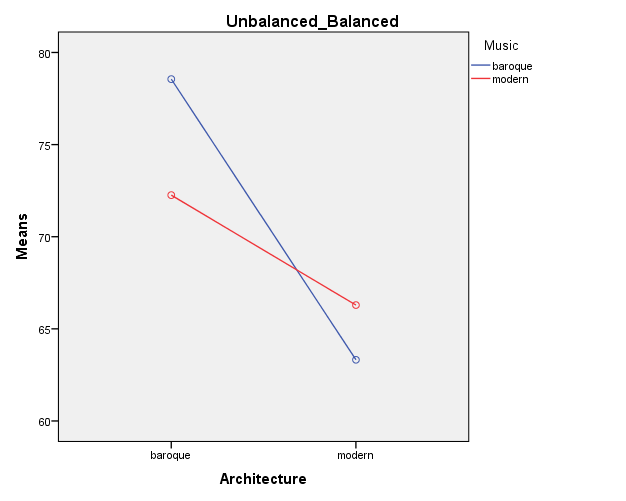 Unbalanced_Balanced
Music
baroque
modern
80
75
70
65
60
Means
baroque
modern
Architecture